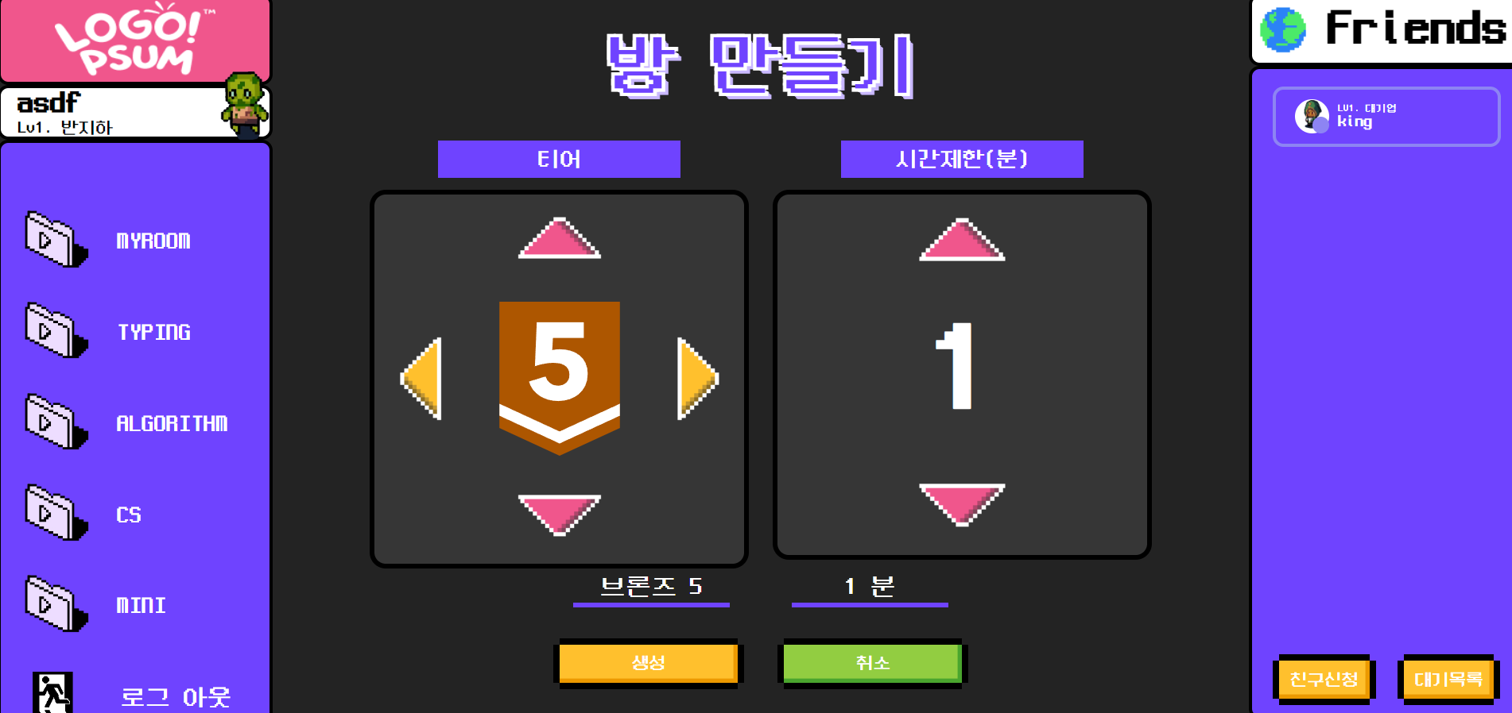 LOGO!™
PSUM
asdf
Lv1. 반지하
MYROOM
TYPING
ALGORITHM
CS
MINI
로그 아웃
방 만들기
티어
시간제한(분)
5
1
브론즈 5
1 분
생성
취소
Friends
LV1. 대기업
king
친구신청
대기목록